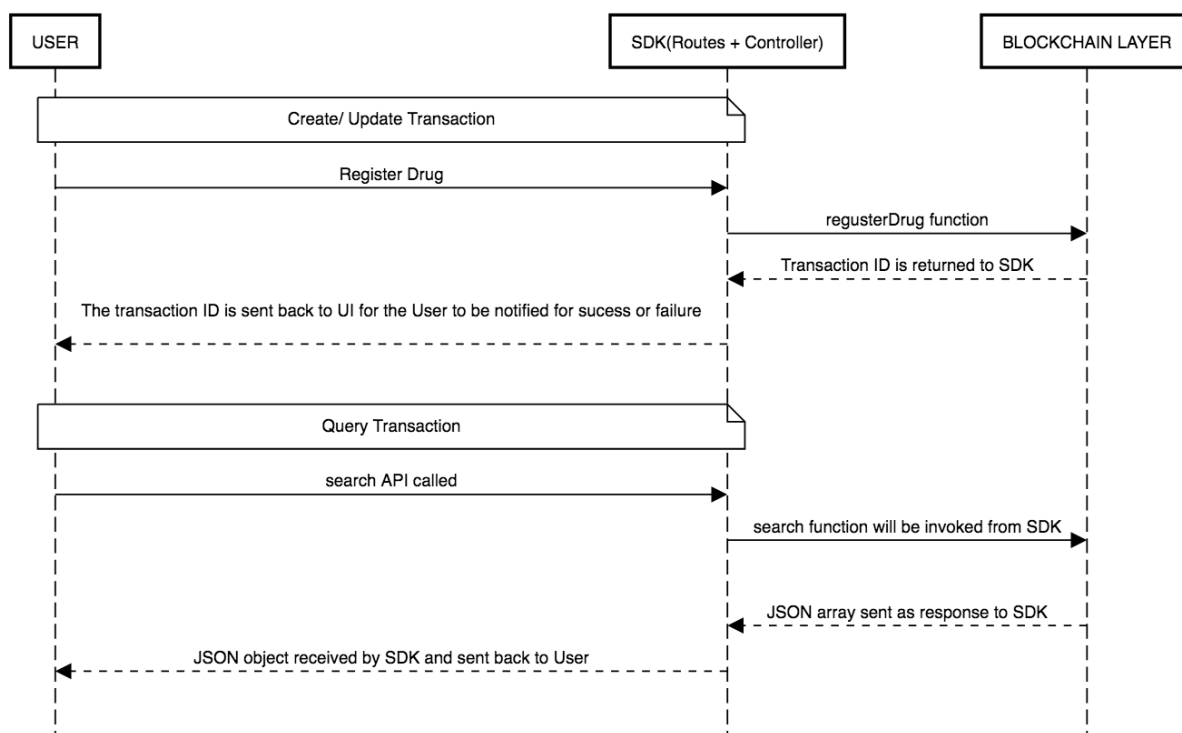 USER
SDK(Routes + Controller)
BLOCKCHAIN LAYER
Create/ Update Transaction
Register Drug
regusterDrug function
Transaction ID is returned to SDK
The transaction ID is sent back to UI for the User to be notified for sucess or failure
Query Transaction
search API called
search function will be invoked from SDK
JSON array sent as response to SDK
JSON object received by SDK and sent back to User